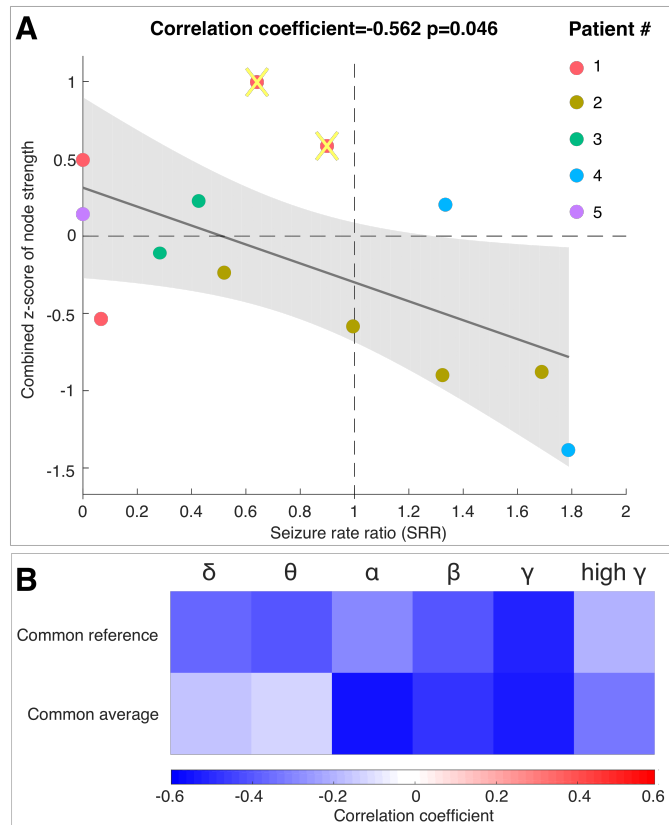 A
Correlation coefficient=-0.562 p=0.046
Patient #
1
2
3
4
5
Combined z-score of node strength
1
0.5
0
-0.5
-1
-1.5
0 0.2 0.4 0.6 0.8 1 1.2 1.4 1.6 1.8 2
Seizure rate ratio (SRR)
B
δ θ α β γ high γ
Common reference
Common average
-0.6 -0.4 -0.2 0 0.2 0.4 0.6
Correlation coefficient